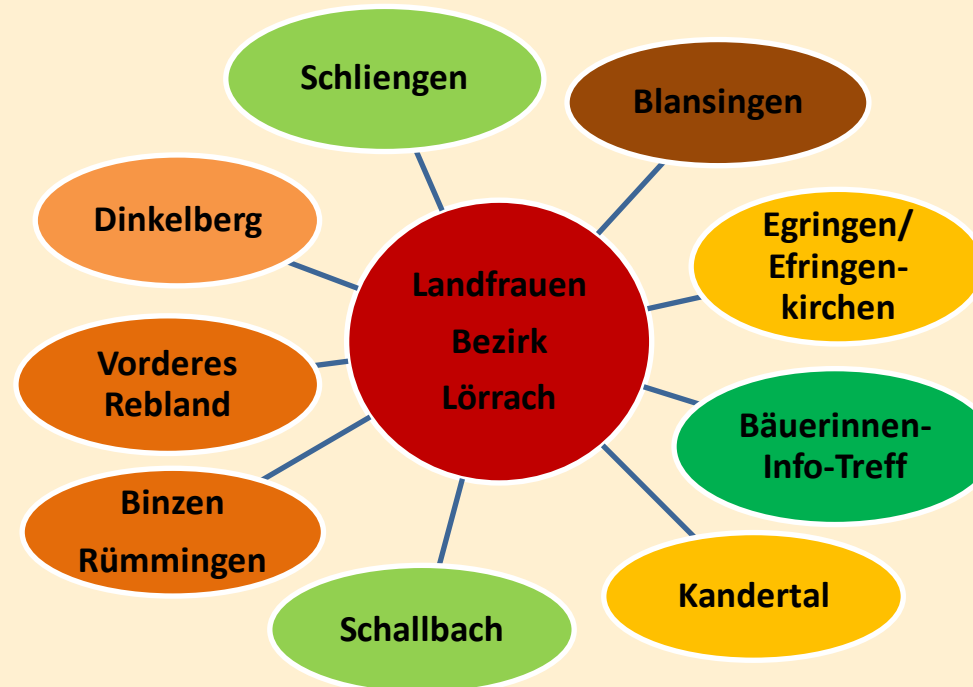 Schliengen
Blansingen
Dinkelberg
Egringen/
Efringen-
kirchen
Landfrauen
Bezirk
Lörrach
Vorderes
Rebland
Bäuerinnen-
Info-Treff
Binzen
Rümmingen
Kandertal
Schallbach